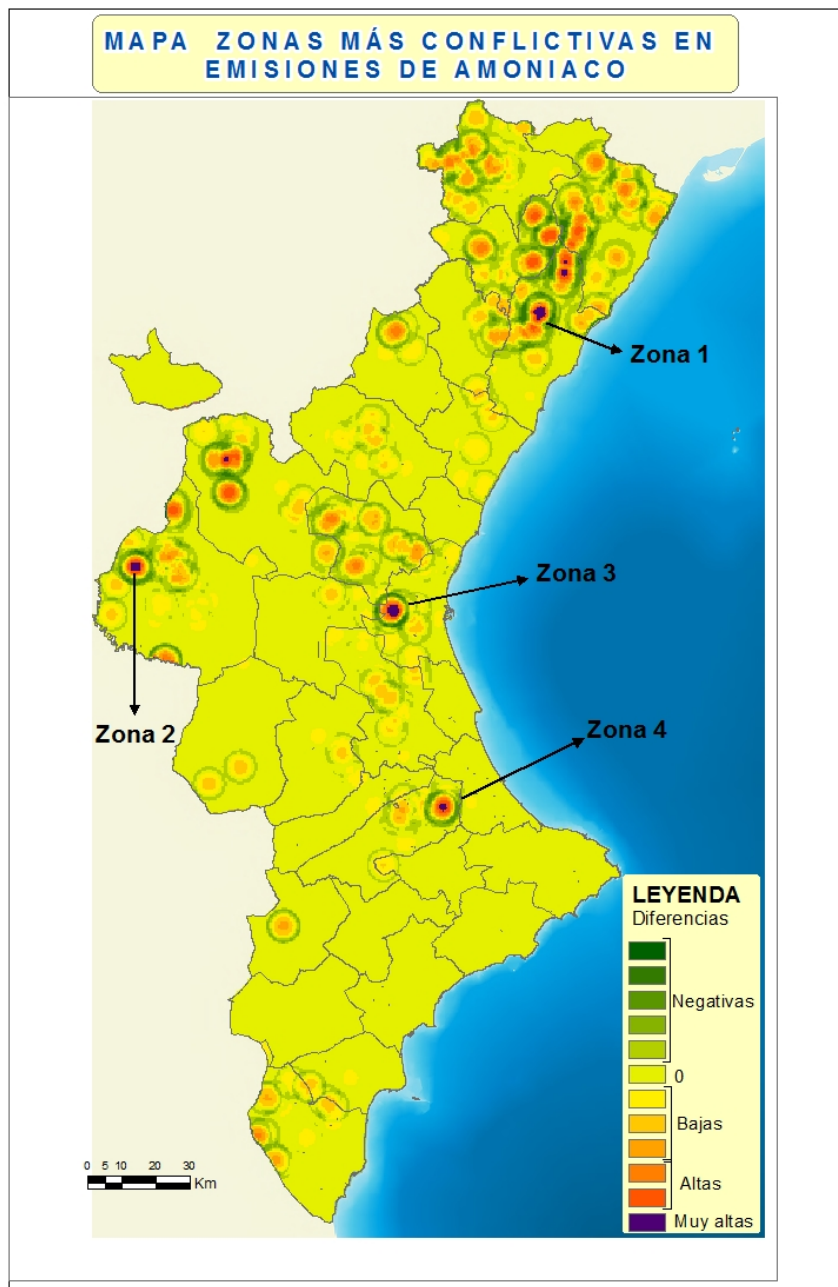 MAPA ZONAS MÁS CONFLICTIVAS EN
EMISIONES DE AMONIACO
Zona 1
Zona 3
Zona 2
Zona 4
LEYENDA
Diferencias
Negativas
0
Bajas
Altas
Muy altas
0 5 10 20 30
Km